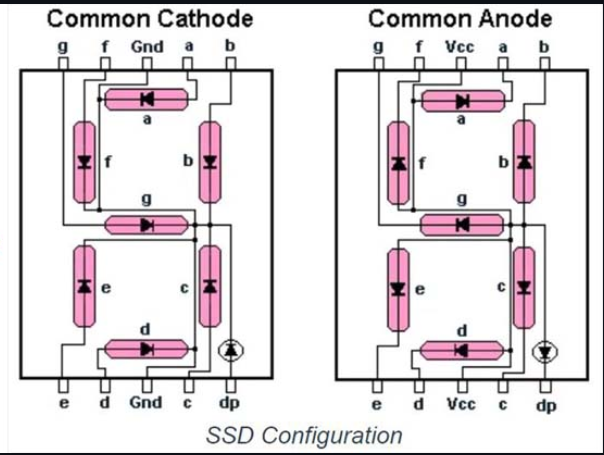 Common Cathode Common Anode
g f Gnd a b g f Vcc a b
a a
f b f b
g g
e c e c
d d
e d Gnd c dp e d Vcc c dp
SSD Configuration